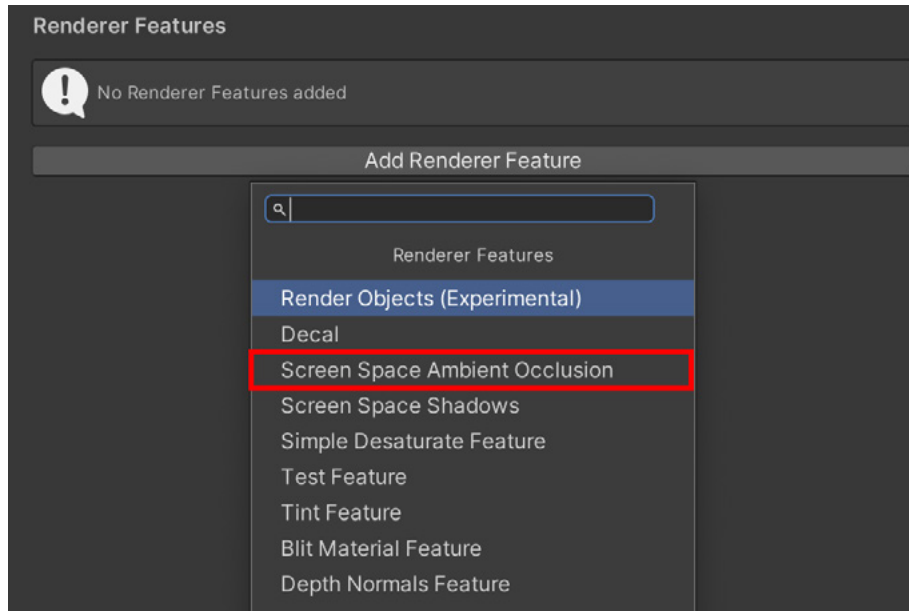 Renderer Features
No Renderer Features added
Add Renderer Feature
Renderer Features
Render Objects (Experimental)
Decal
Screen Space Ambient Occlusion
Screen Space Shadows
Simple Desaturate Feature
Test Feature
Tint Feature
Blit Material Feature
Depth Normals Feature